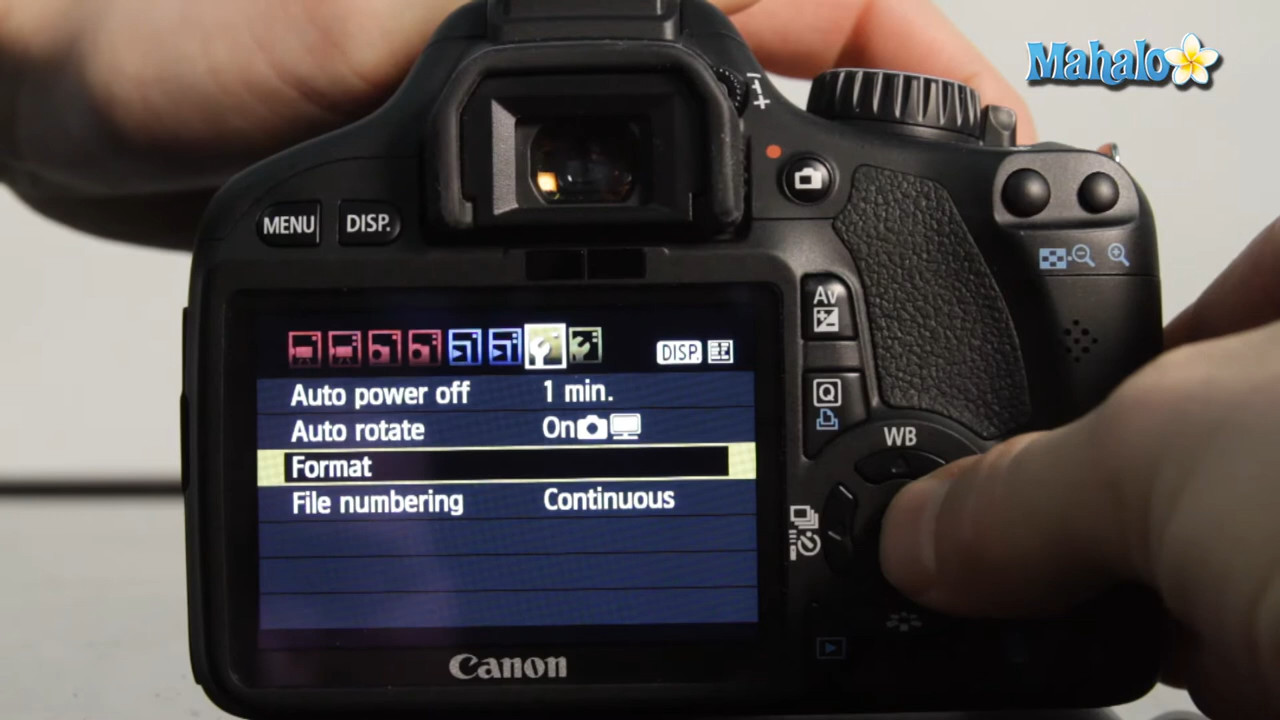 Mahalo
MENU DISP.
Av
DISP.
Auto power off 1 min.
Auto rotate On
Format
File numbering Continuous
Q
WB
Canon